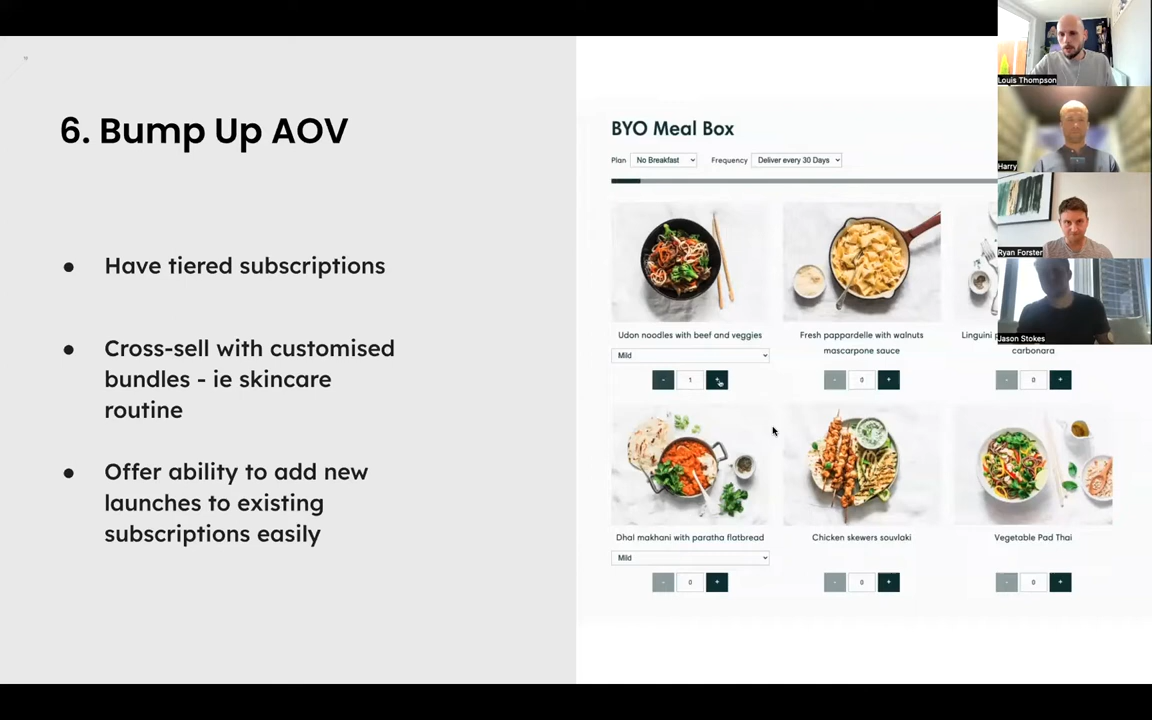 6. Bump Up AOV
● Have tiered subscriptions
● Cross-sell with customised
bundles - ie skincare
routine
● Offer ability to add new
launches to existing
subscriptions easily
BYO Meal Box
Plan No Breakfast Frequency Deliver every 30 Days
Udon noodles with beef and veggies
Mild
- 1 +
Fresh pappardelle with walnuts
mascarpone sauce
- 0 +
Linguini
carbonara
- 0 +
Dhal makhani with paratha flatbread
Mild
- 0 +
Chicken skewers souvlaki
- 0 +
Vegetable Pad Thai
- 0 +
Louis Thompson
Harry
Ryan Forster
Jason Stokes